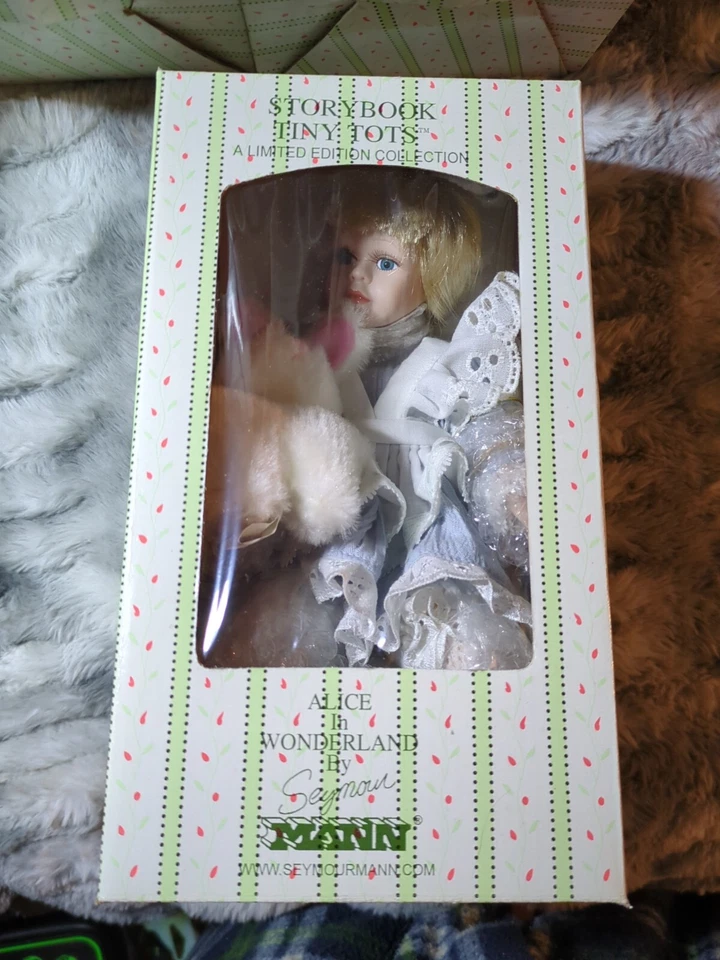 STORYBOOK
TINY TOTS™
A LIMITED EDITION COLLECTION
ALICE
In
WONDERLAND
By
Seymour
MANN®
WWW.SEYMOURMANN.COM